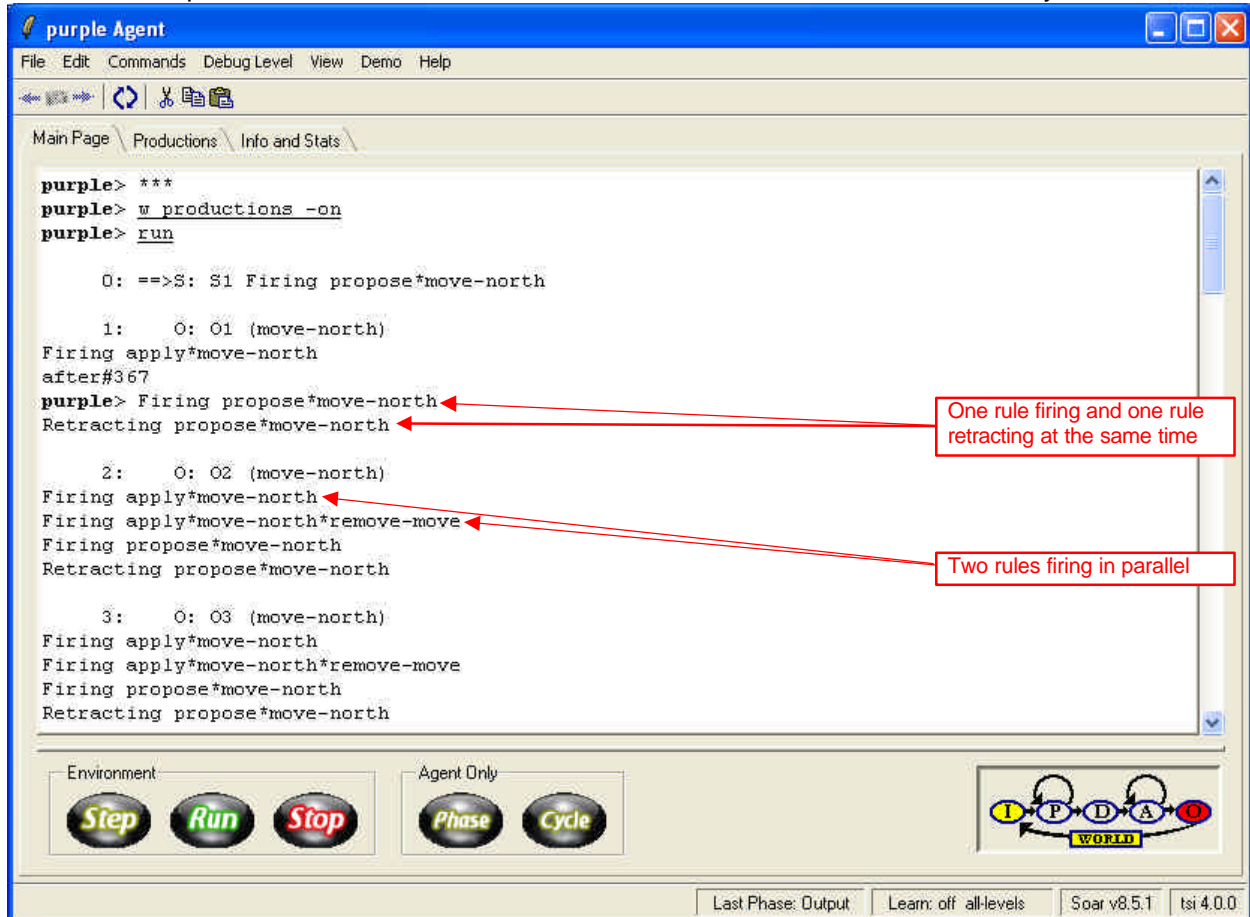 purple Agent
File Edit Commands Debug Level View Demo Help
Main Page Productions Info and Stats
purple> ***
purple> w productions -on
purple> run
0: ==>S: S1 Firing propose*move-north
1: O: O1 (move-north)
Firing apply*move-north
after#367
purple> Firing propose*move-north
Retracting propose*move-north
One rule firing and one rule
retracting at the same time
2: O: O2 (move-north)
Firing apply*move-north
Firing apply*move-north*remove-move
Firing propose*move-north
Retracting propose*move-north
Two rules firing in parallel
3: O: O3 (move-north)
Firing apply*move-north
Firing apply*move-north*remove-move
Firing propose*move-north
Retracting propose*move-north
Environment
Agent Only
Step Run Stop Phase Cycle
I P D A O
WORLD
Last Phase: Output Learn: off all-levels Soar v8.5.1 tsi 4.0.0